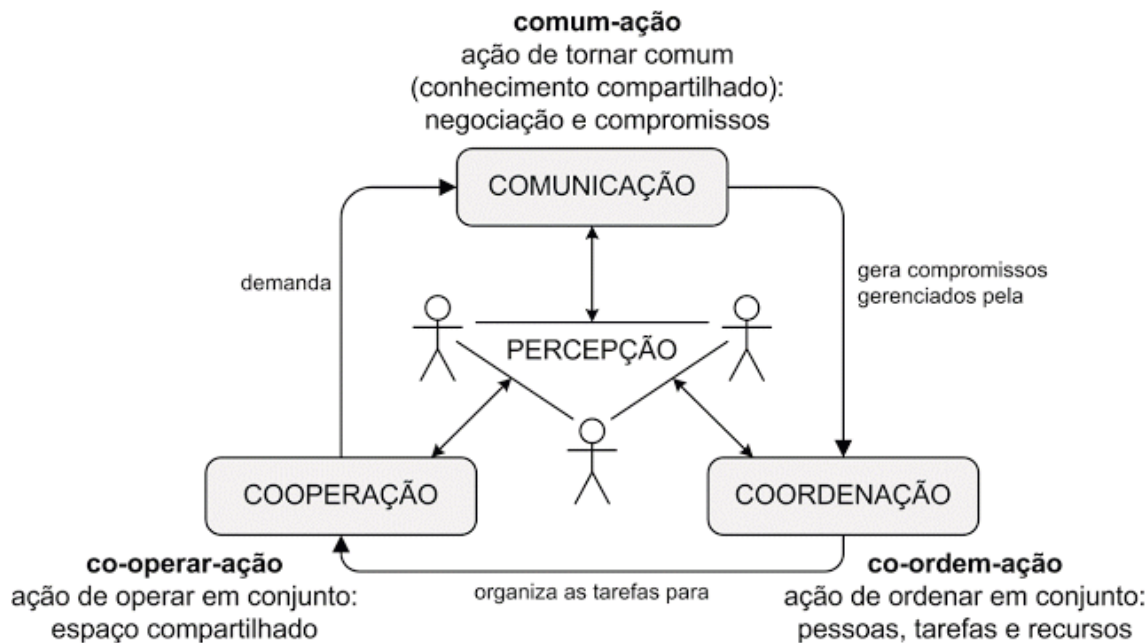 comum-ação
ação de tornar comum
(conhecimento compartilhado):
negociação e compromissos
COMUNICAÇÃO
demanda
gera compromissos
gerenciados pela
PERCEPÇÃO
COOPERAÇÃO
COORDENAÇÃO
co-operar-ação
ação de operar em conjunto:
espaço compartilhado
organiza as tarefas para
co-ordem-ação
ação de ordenar em conjunto:
pessoas, tarefas e recursos